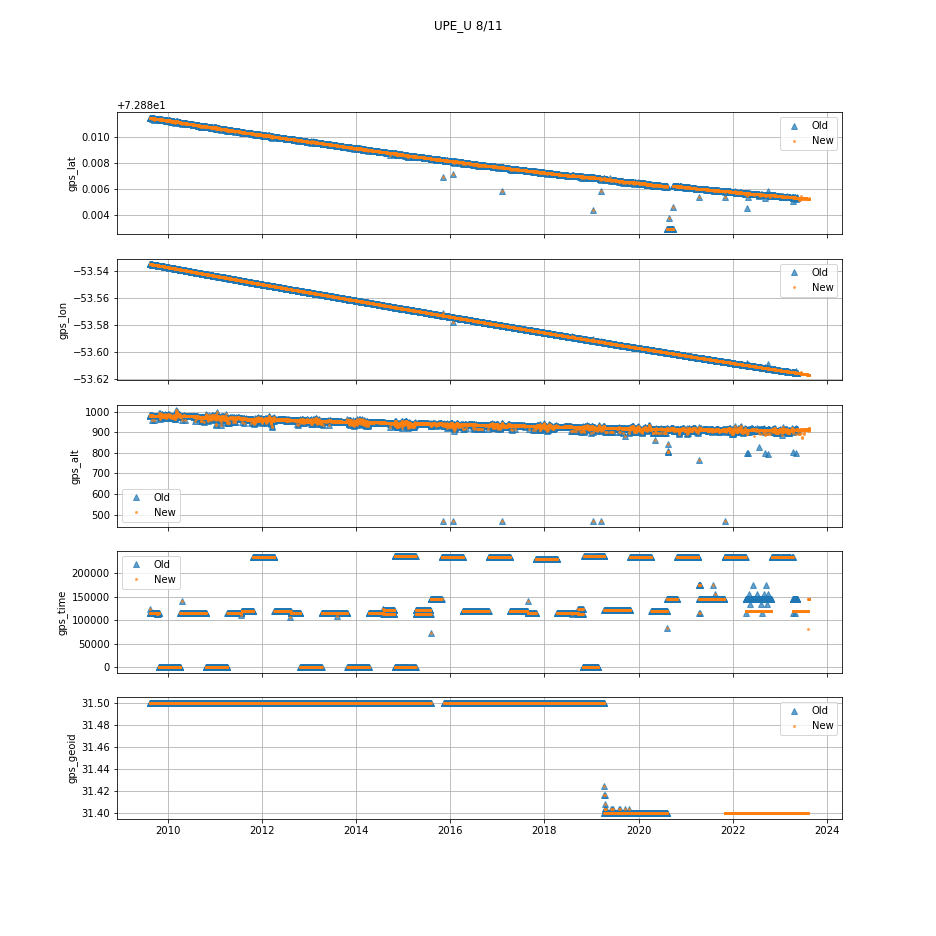 UPE_U 8/11
+7.288e1
0.010
0.008
0.006
0.004
gps_lat
Old
New
−53.54
−53.56
−53.58
−53.60
−53.62
gps_lon
Old
New
1000
900
800
700
600
500
gps_alt
Old
New
200000
150000
100000
50000
0
gps_time
Old
New
31.50
31.48
31.46
31.44
31.42
31.40
gps_geoid
Old
New
2010 2012 2014 2016 2018 2020 2022 2024